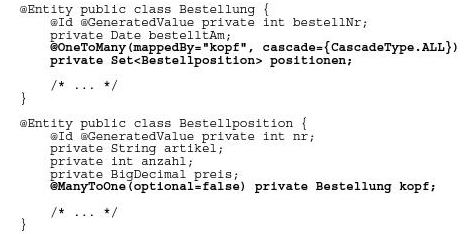 @Entity public class Bestellung {
@Id @GeneratedValue private int bestellNr;
private Date bestelltAm;
@OneToMany(mappedBy="kopf", cascade={CascadeType.ALL})
private Set<Bestellposition> positionen;
/* ... */
}
@Entity public class Bestellposition {
@Id @GeneratedValue private int nr;
private String artikel;
private int anzahl;
private BigDecimal preis;
@ManyToOne(optional=false) private Bestellung kopf;
/* ... */
}